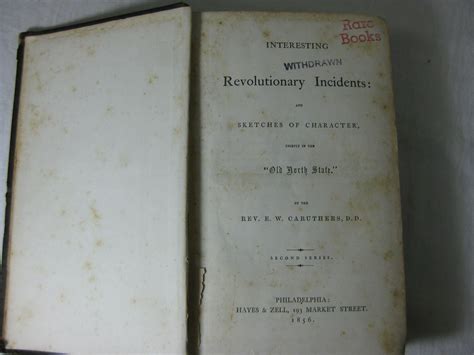 Rare
Books
INTERESTING
WITHDRAWN
Revolutionary Incidents:
AND
SKETCHES OF CHARACTER,
CHIEFLY IN THE
"Old North State."
BY THE
REV. E. W. CARUTHERS, D.D.
SECOND SERIES.
PHILADELPHIA:
HAYES & ZELL, 193 MARKET STREET.
1856.